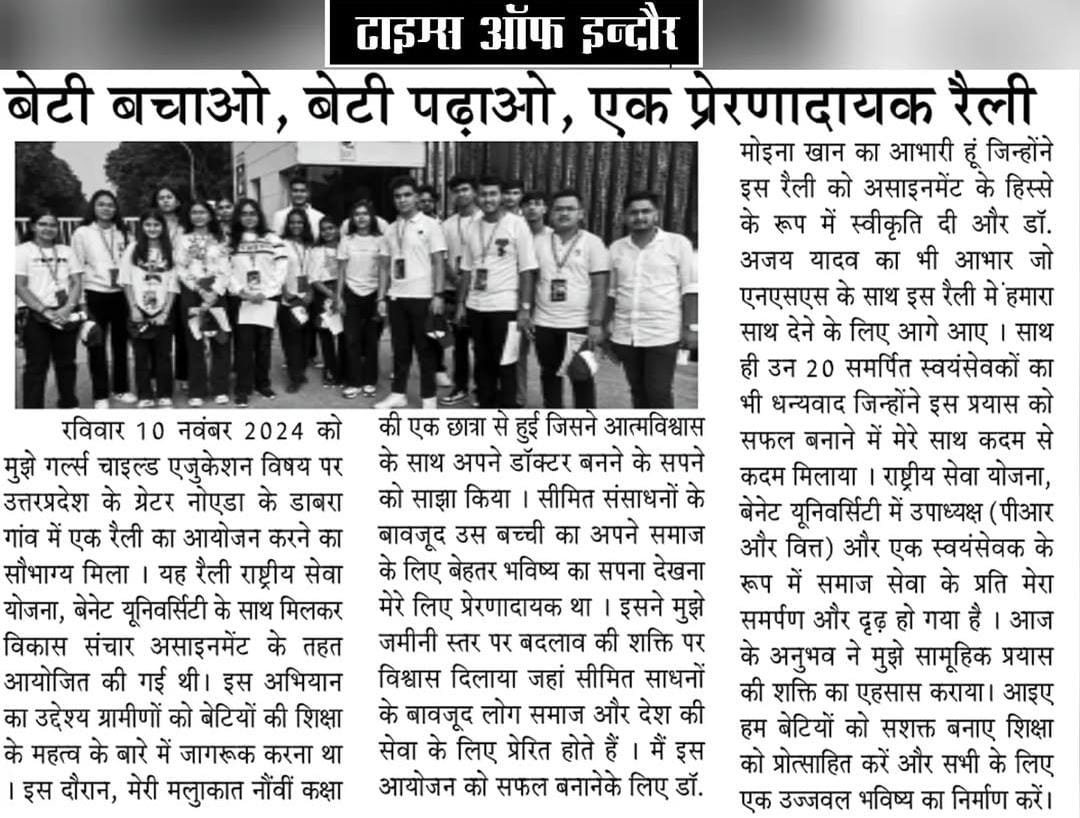 टाइम्स ऑफ इन्दौर
बेटी बचाओ, बेटी पढ़ाओ, एक प्रेरणादायक रैली
रविवार 10 नवंबर 2024 को
मुझे गर्ल्स चाइल्ड एजुकेशन विषय पर
उत्तरप्रदेश के ग्रेटर नोएडा के डाबरा
गांव में एक रैली का आयोजन करने का
सौभाग्य मिला । यह रैली राष्ट्रीय सेवा
योजना, बेनेट यूनिवर्सिटी के साथ मिलकर
विकास संचार असाइनमेंट के तहत
आयोजित की गई थी। इस अभियान
का उद्देश्य ग्रामीणों को बेटियों की शिक्षा
के महत्व के बारे में जागरूक करना था
। इस दौरान, मेरी मलुाकात नौंवीं कक्षा
की एक छात्रा से हुई जिसने आत्मविश्वास
के साथ अपने डॉक्टर बनने के सपने
को साझा किया । सीमित संसाधनों के
बावजूद उस बच्ची का अपने समाज
के लिए बेहतर भविष्य का सपना देखना
मेरे लिए प्रेरणादायक था । इसने मुझे
जमीनी स्तर पर बदलाव की शक्ति पर
विश्वास दिलाया जहां सीमित साधनों
के बावजूद लोग समाज और देश की
सेवा के लिए प्रेरित होते हैं । मैं इस
आयोजन को सफल बनानेके लिए डॉ.
मोइना खान का आभारी हूं जिन्होंने
इस रैली को असाइनमेंट के हिस्से
के रूप में स्वीकृति दी और डॉ.
अजय यादव का भी आभार जो
एनएसएस के साथ इस रैली में हमारा
साथ देने के लिए आगे आए । साथ
ही उन 20 समर्पित स्वयंसेवकों का
भी धन्यवाद जिन्होंने इस प्रयास को
सफल बनाने में मेरे साथ कदम से
कदम मिलाया । राष्ट्रीय सेवा योजना,
बेनेट यूनिवर्सिटी में उपाध्यक्ष (पीआर
और वित्त) और एक स्वयंसेवक के
रूप में समाज सेवा के प्रति मेरा
समर्पण और दृढ़ हो गया है । आज
के अनुभव ने मुझे सामूहिक प्रयास
की शक्ति का एहसास कराया। आइए
हम बेटियों को सशक्त बनाए शिक्षा
को प्रोत्साहित करें और सभी के लिए
एक उज्जवल भविष्य का निर्माण करें।